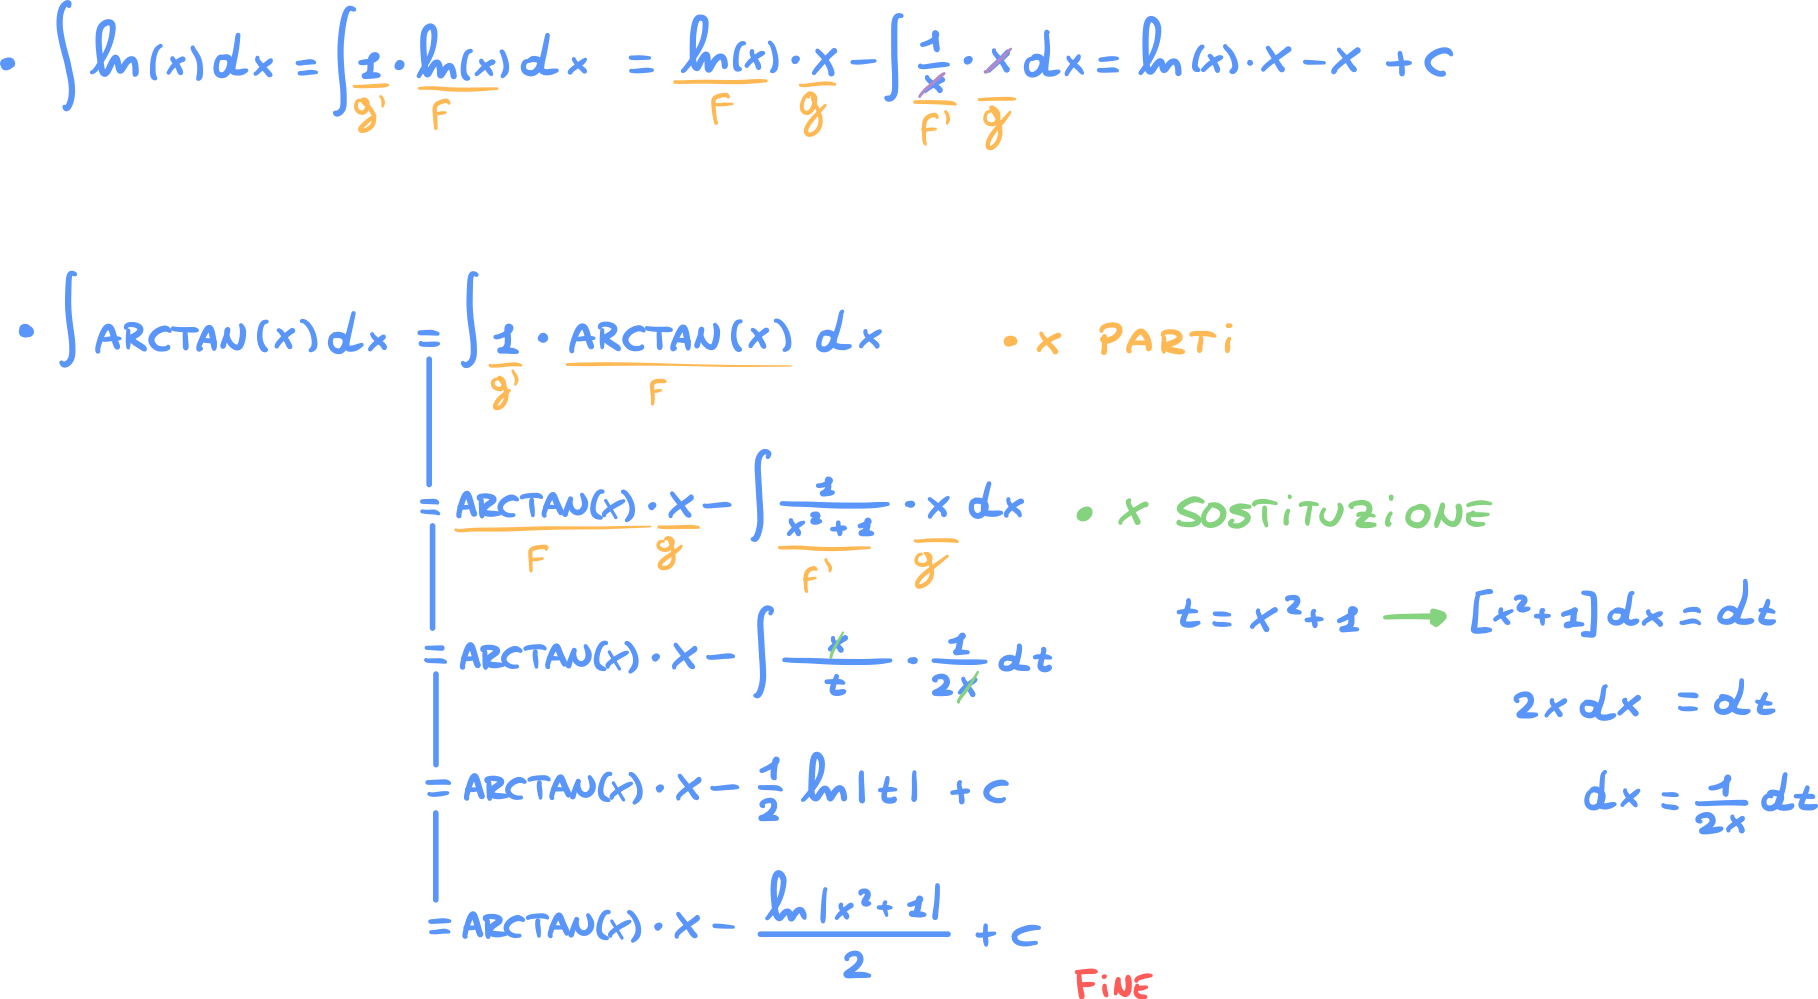 • ∫ ln(x) dx = ∫ 1 · ln(x) dx = ln(x) · x − ∫ 1/x · x dx = ln(x) · x − x + c
g' F F g F' g
• ∫ ARCTAN(x) dx = ∫ 1 · ARCTAN(x) dx • x PARTi
g' F
= ARCTAN(x) · x − ∫ 1/(x² + 1) · x dx • x SOSTiTUZiONE
F g F' g
t = x² + 1 → [x² + 1] dx = dt
= ARCTAN(x) · x − ∫ x/t · 1/2x dt
2x dx = dt
= ARCTAN(x) · x − 1/2 ln|t| + c
dx = 1/2x dt
= ARCTAN(x) · x − ln|x² + 1|/2 + c
FiNE